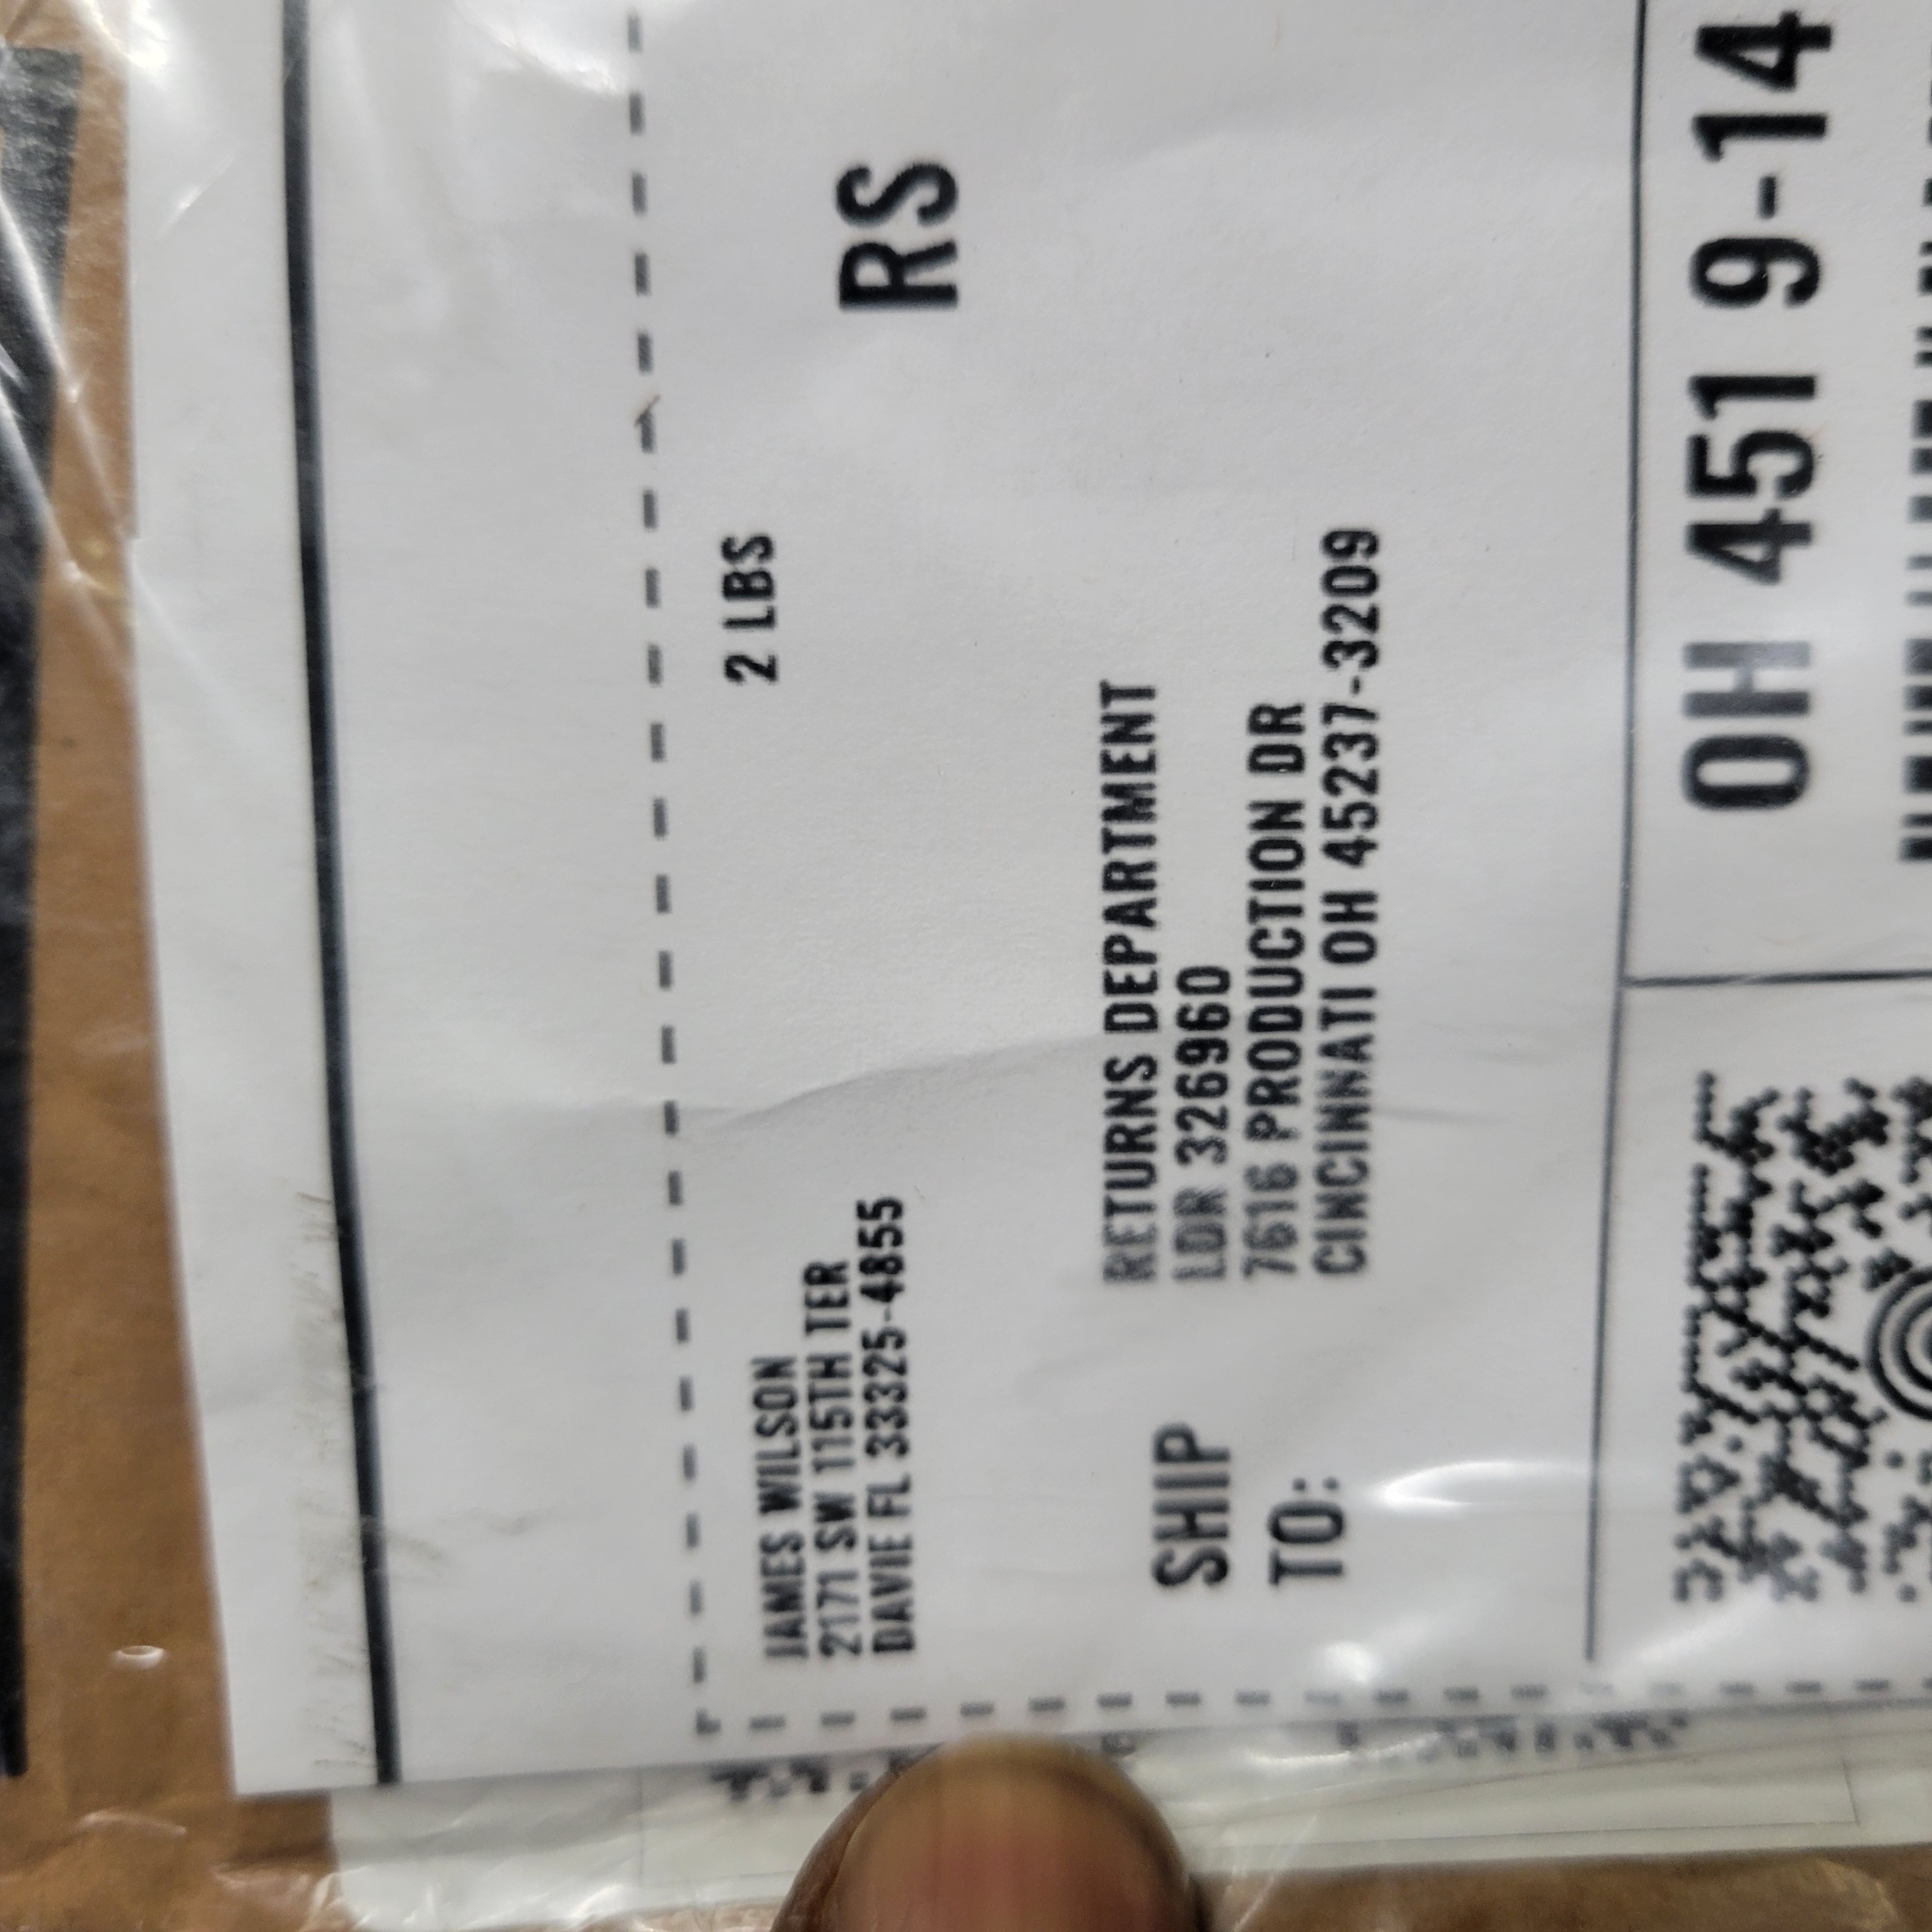 JAMES WILSON
2171 SW 115TH TER
DAVIE FL 33325-4855
2 LBS
RS
SHIP
TO:
RETURNS DEPARTMENT
LDR 326960
7616 PRODUCTION DR
CINCINNATI OH 45237-3209
OH 451 9-14